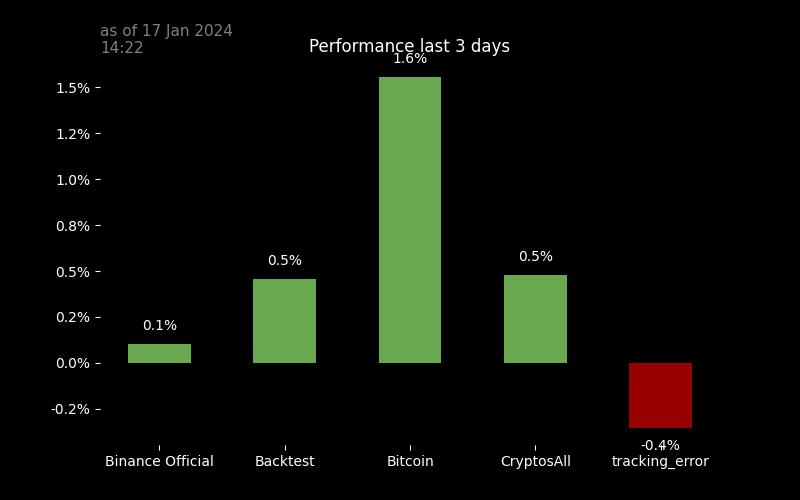 as of 17 Jan 2024
14:22
Performance last 3 days
1.6%
1.5%
1.2%
1.0%
0.8%
0.5%
0.2%
0.0%
-0.2%
0.5%
0.5%
0.1%
-0.4%
Binance Official
Backtest
Bitcoin
CryptosAll
tracking_error